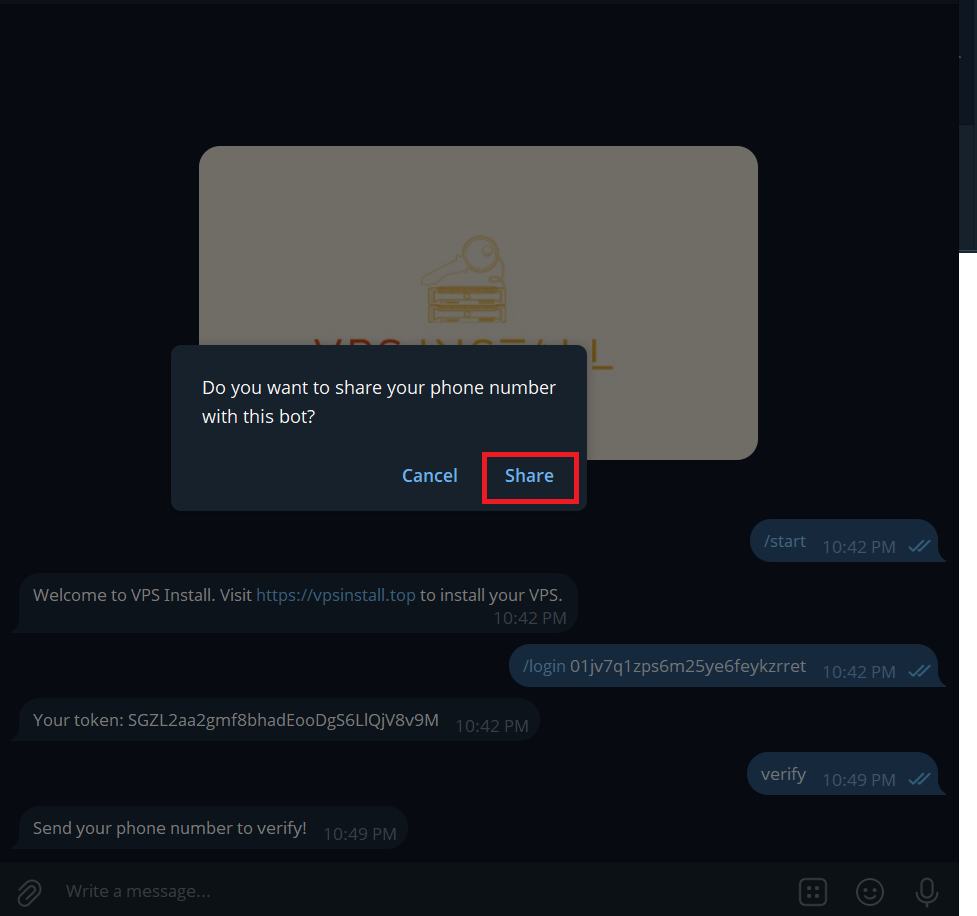 VPS INSTALL
Do you want to share your phone number
with this bot?
Cancel Share
/start 10:42 PM
Welcome to VPS Install. Visit https://vpsinstall.top to install your VPS.
10:42 PM
/login 01jv7q1zps6m25ye6feykzrret 10:42 PM
Your token: SGZL2aa2gmf8bhadEooDgS6LlQjV8v9M 10:42 PM
verify 10:49 PM
Send your phone number to verify! 10:49 PM
Write a message...